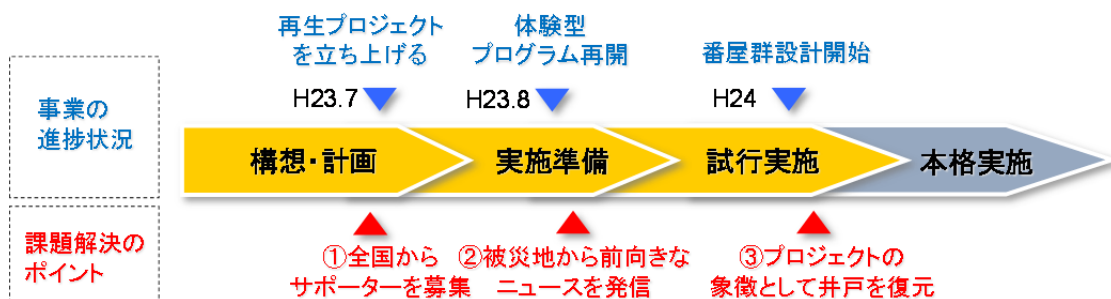 再生プロジェクト
を立ち上げる
体験型
プログラム再開
番屋群設計開始
H23.7
H23.8
H24
事業の
進捗状況
構想・計画
実施準備
試行実施
本格実施
課題解決の
ポイント
①全国から
サポーターを募集
②被災地から前向きな
ニュースを発信
③プロジェクトの
象徴として井戸を復元